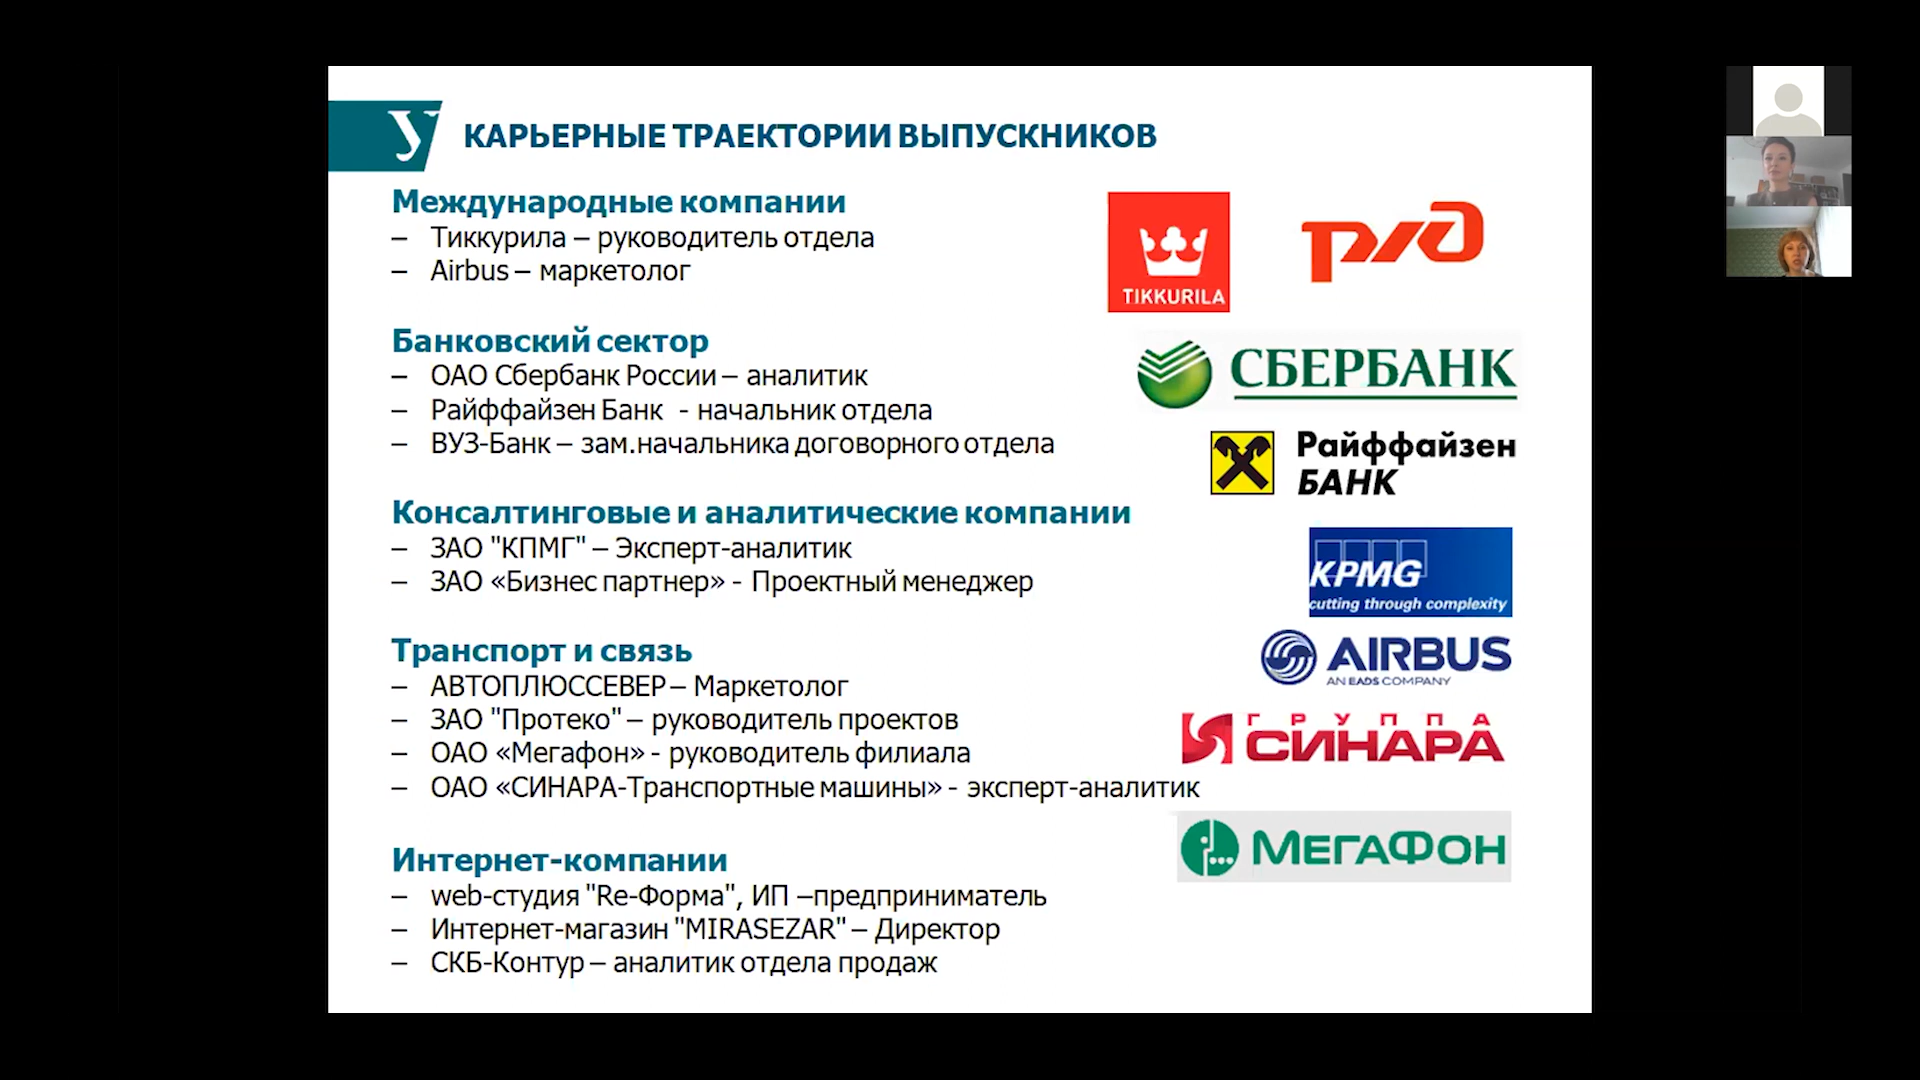 У
КАРЬЕРНЫЕ ТРАЕКТОРИИ ВЫПУСКНИКОВ
Международные компании
– Тиккурила – руководитель отдела
– Airbus – маркетолог
Банковский сектор
– ОАО Сбербанк России – аналитик
– Райффайзен Банк - начальник отдела
– ВУЗ-Банк – зам.начальника договорного отдела
Консалтинговые и аналитические компании
– ЗАО "КПМГ" – Эксперт-аналитик
– ЗАО «Бизнес партнер» - Проектный менеджер
Транспорт и связь
– АВТОПЛЮССЕВЕР – Маркетолог
– ЗАО "Протеко" – руководитель проектов
– ОАО «Мегафон» - руководитель филиала
– ОАО «СИНАРА-Транспортные машины» - эксперт-аналитик
Интернет-компании
– web-студия "Re-Форма", ИП –предприниматель
– Интернет-магазин "MIRASEZAR" – Директор
– СКБ-Контур – аналитик отдела продаж
TIKKURILA
ржд
СБЕРБАНК
Райффайзен
БАНК
KPMG
cutting through complexity
AIRBUS
AN EADS COMPANY
ГРУППА
СИНАРА
МЕГАФОН